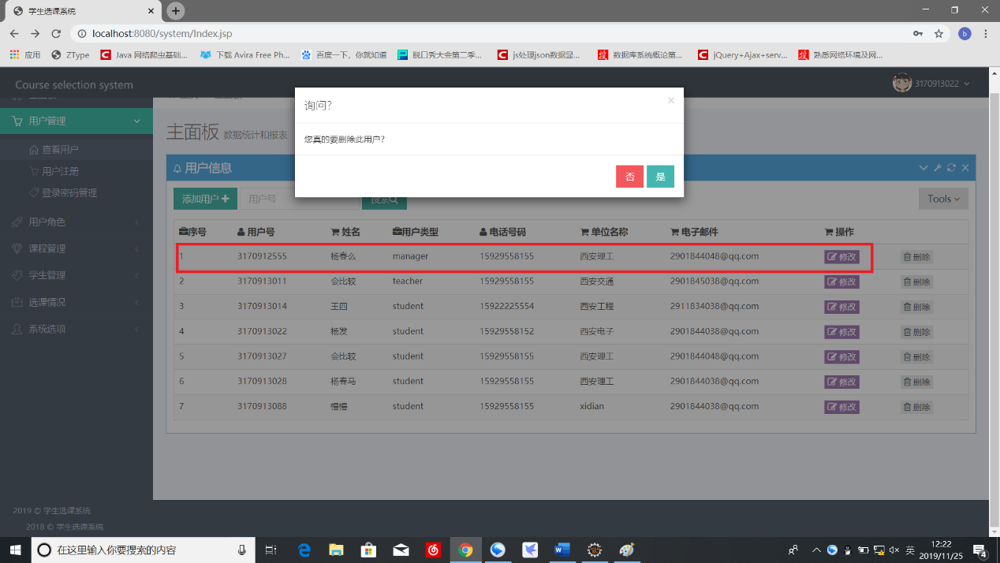 学生选课系统
localhost:8080/system/Index.jsp
b
应用 ZType Java 网络爬虫基础... 下载 Avira Free Ph... 百度一下，你就知道 脱口秀大会第二季... js处理json数据显... 数据库系统概论第... jQuery+Ajax+serv... 熟悉网络环境及网...
Course selection system
3170913022
用户管理
查看用户
用户注册
登录密码管理
用户角色
课程管理
学生管理
选课情况
系统选项
2019 © 学生选课系统
2018 © 学生选课系统
询问?
×
您真的要删除此用户?
否 是
主面板 数据统计和报表
用户信息
添加用户 用户号 搜索 Tools
序号 用户号 姓名 用户类型 电话号码 单位名称 电子邮件 操作
1 3170912555 杨春么 manager 15929558155 西安理工 2901844048@qq.com 修改 删除
2 3170913011 会比较 teacher 15929558155 西安交通 2901845038@qq.com 修改 删除
3 3170913014 王四 student 15922225554 西安工程 2911834038@qq.com 修改 删除
4 3170913022 杨发 student 15929558152 西安电子 2901844038@qq.com 修改 删除
5 3170913027 会比较 student 15929558155 西安理工 2901844048@qq.com 修改 删除
6 3170913028 杨春马 student 15929558155 西安理工 2901844048@qq.com 修改 删除
7 3170913088 慢慢 student 15929558155 xidian 2901844038@qq.com 修改 删除
在这里输入你要搜索的内容
英
12:22
2019/11/25
4